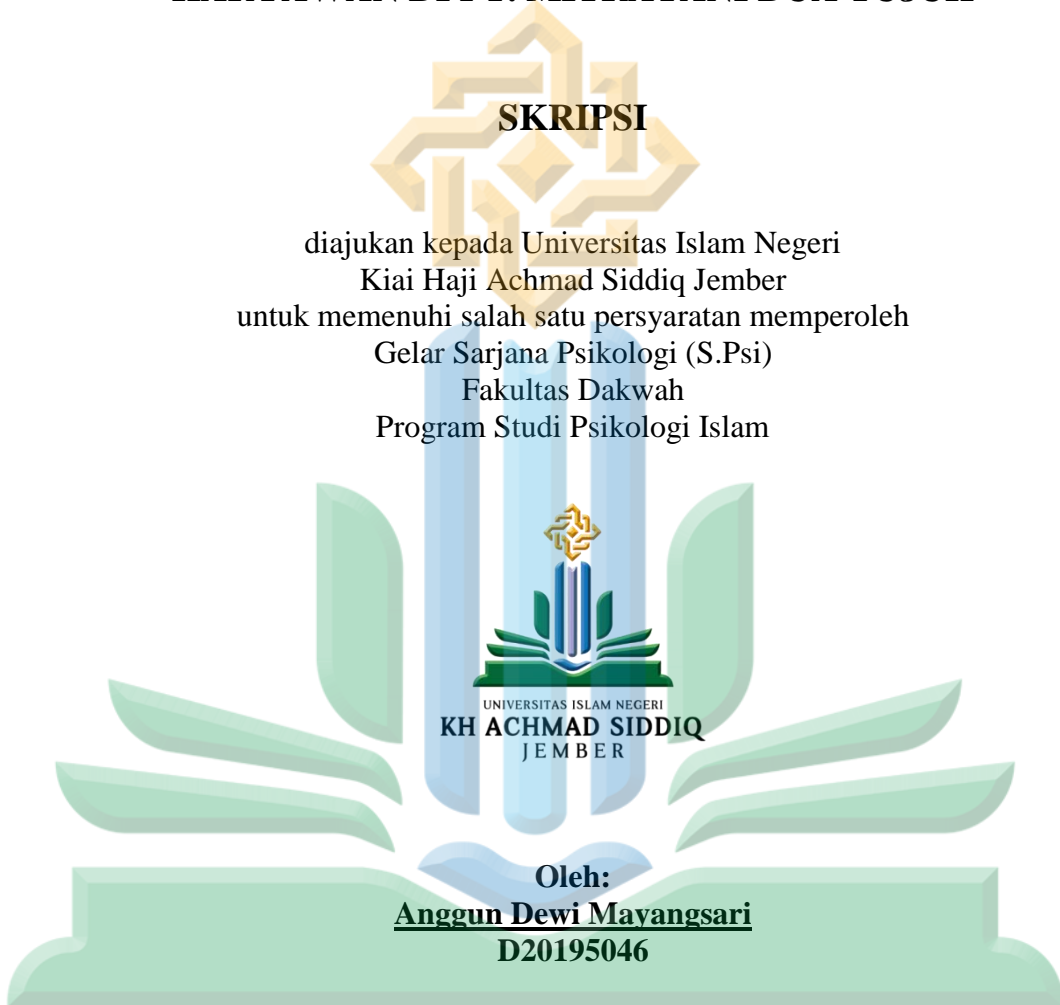 SKRIPSI
diajukan kepada Universitas Islam Negeri
Kiai Haji Achmad Siddiq Jember
untuk memenuhi salah satu persyaratan memperoleh
Gelar Sarjana Psikologi (S.Psi)
Fakultas Dakwah
Program Studi Psikologi Islam
UNIVERSITAS ISLAM NEGERI
KH ACHMAD SIDDIQ
JEMBER
Oleh:
Anggun Dewi Mayangsari
D20195046